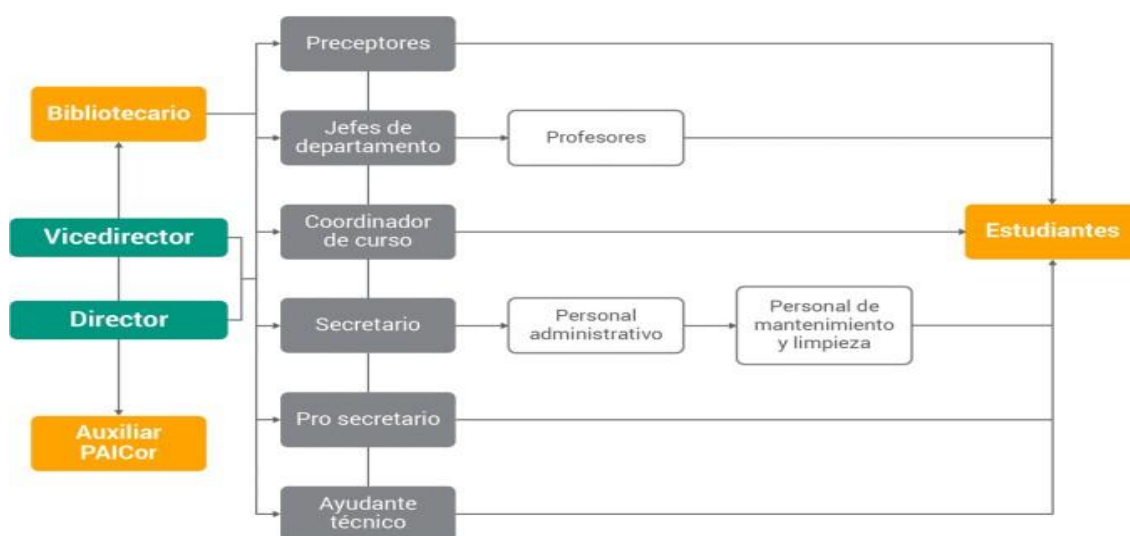 Preceptores
Bibliotecario
Jefes de
departamento
Profesores
Vicedirector
Coordinador
de curso
Estudiantes
Director
Secretario
Personal
administrativo
Personal de
mantenimiento
y limpieza
Auxiliar
PAICor
Pro secretario
Ayudante
técnico